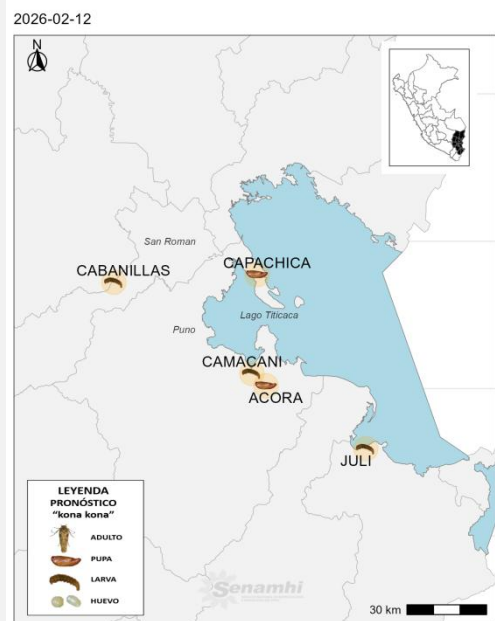 2026-02-12
N
San Roman
CABANILLAS
CAPACHICA
Lago Titicaca
Puno
CAMACANI
ACORA
JULI
LEYENDA
PRONÓSTICO
"kona kona"
ADULTO
PUPA
LARVA
HUEVO
Senamhi
30 km